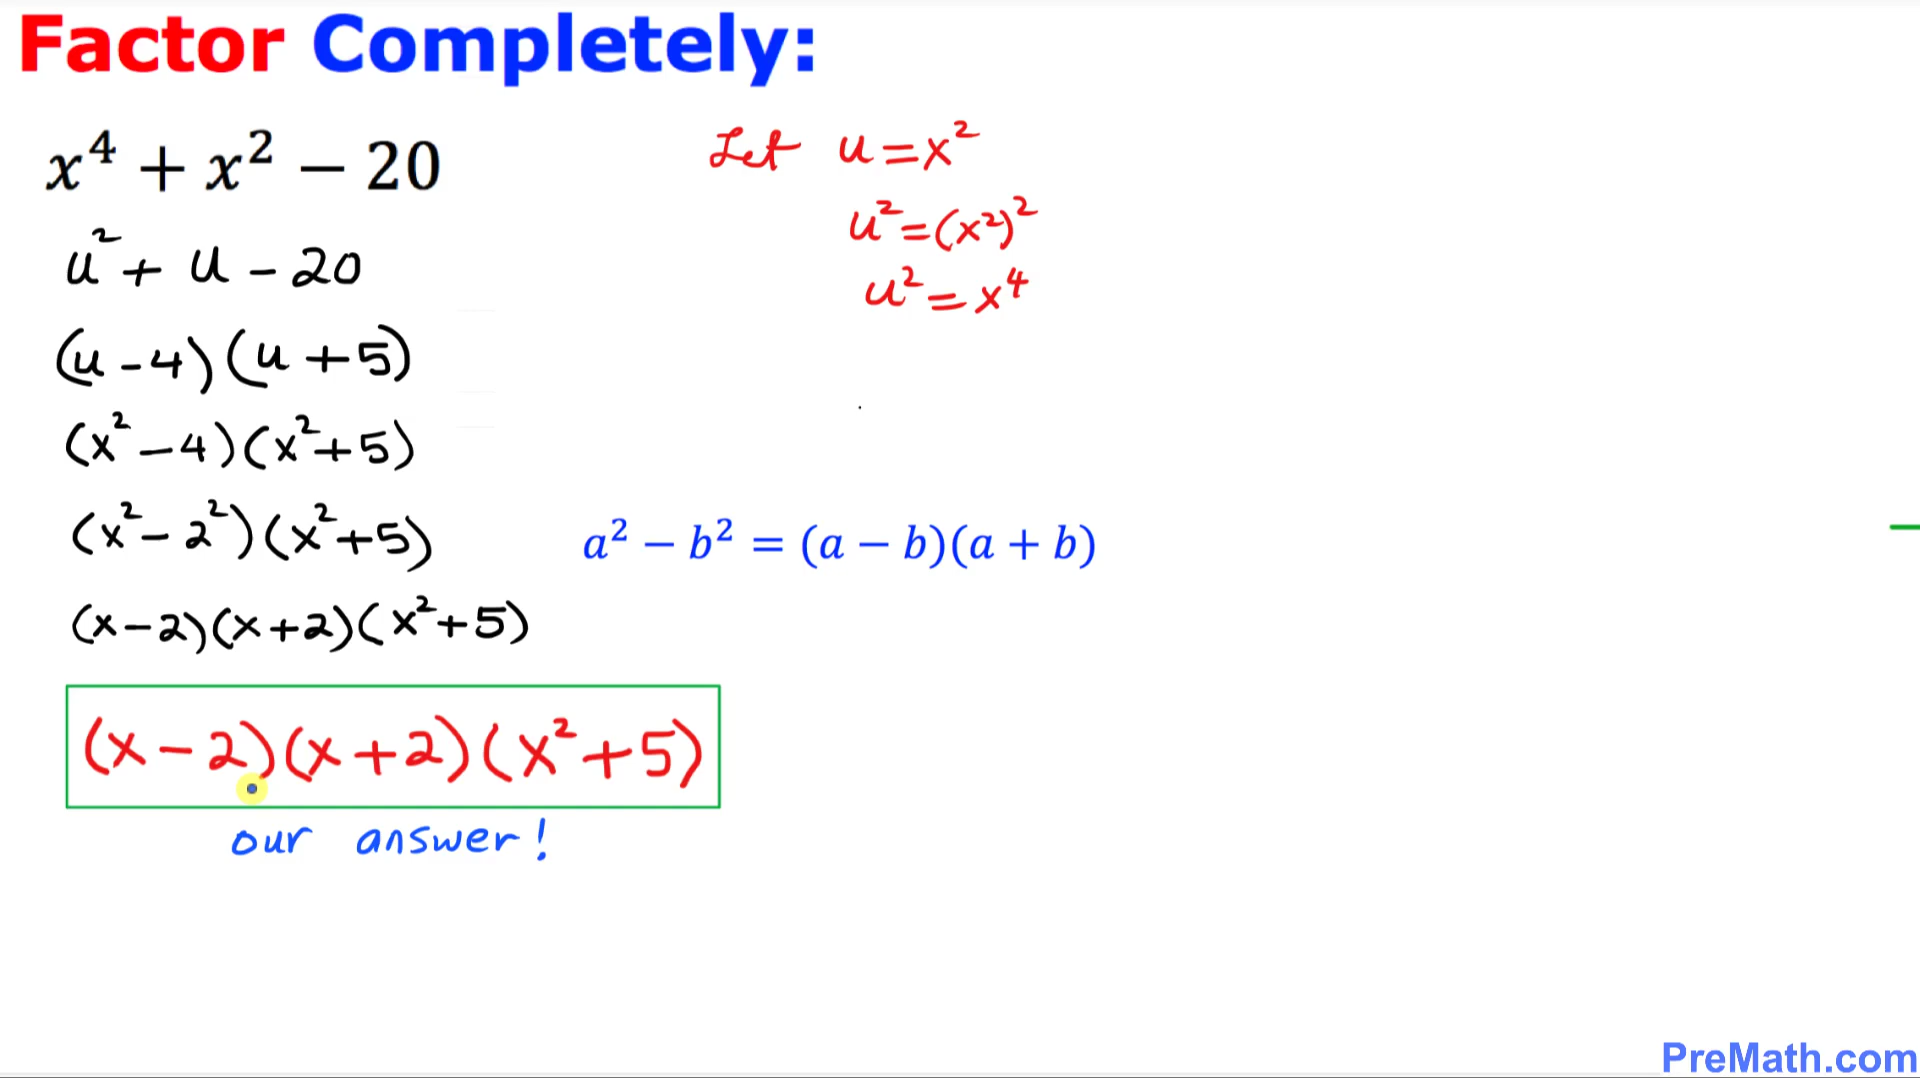 Factor Completely:
x⁴ + x² − 20
Let u = x²
u² = (x²)²
u² = x⁴
u² + u − 20
(u − 4)(u + 5)
(x² − 4)(x² + 5)
(x² − 2²)(x² + 5)
a² − b² = (a − b)(a + b)
(x − 2)(x + 2)(x² + 5)
(x − 2)(x + 2)(x² + 5)
our answer!
PreMath.com